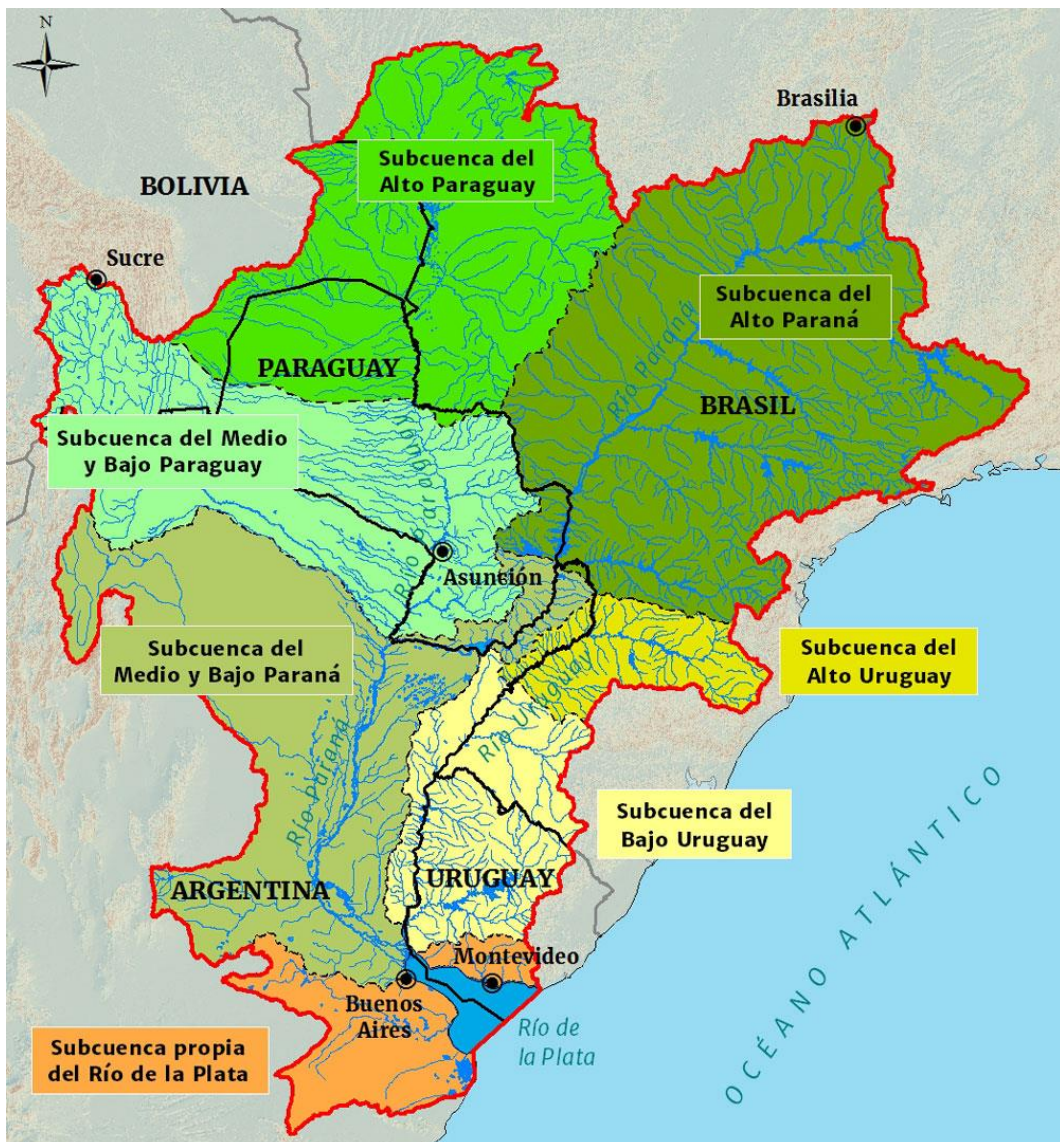 N
Brasilia
Subcuenca del
Alto Paraguay
BOLIVIA
Sucre
Subcuenca del
Alto Paraná
Río Paraná
PARAGUAY
BRASIL
Subcuenca del Medio
y Bajo Paraguay
Río Paraguay
Asunción
Subcuenca del
Medio y Bajo Paraná
Subcuenca del
Alto Uruguay
Río Uruguay
Río Paraná
Subcuenca del
Bajo Uruguay
ARGENTINA
URUGUAY
OCÉANO ATLÁNTICO
Montevideo
Buenos
Aires
Río de
la Plata
Subcuenca propia
del Río de la Plata